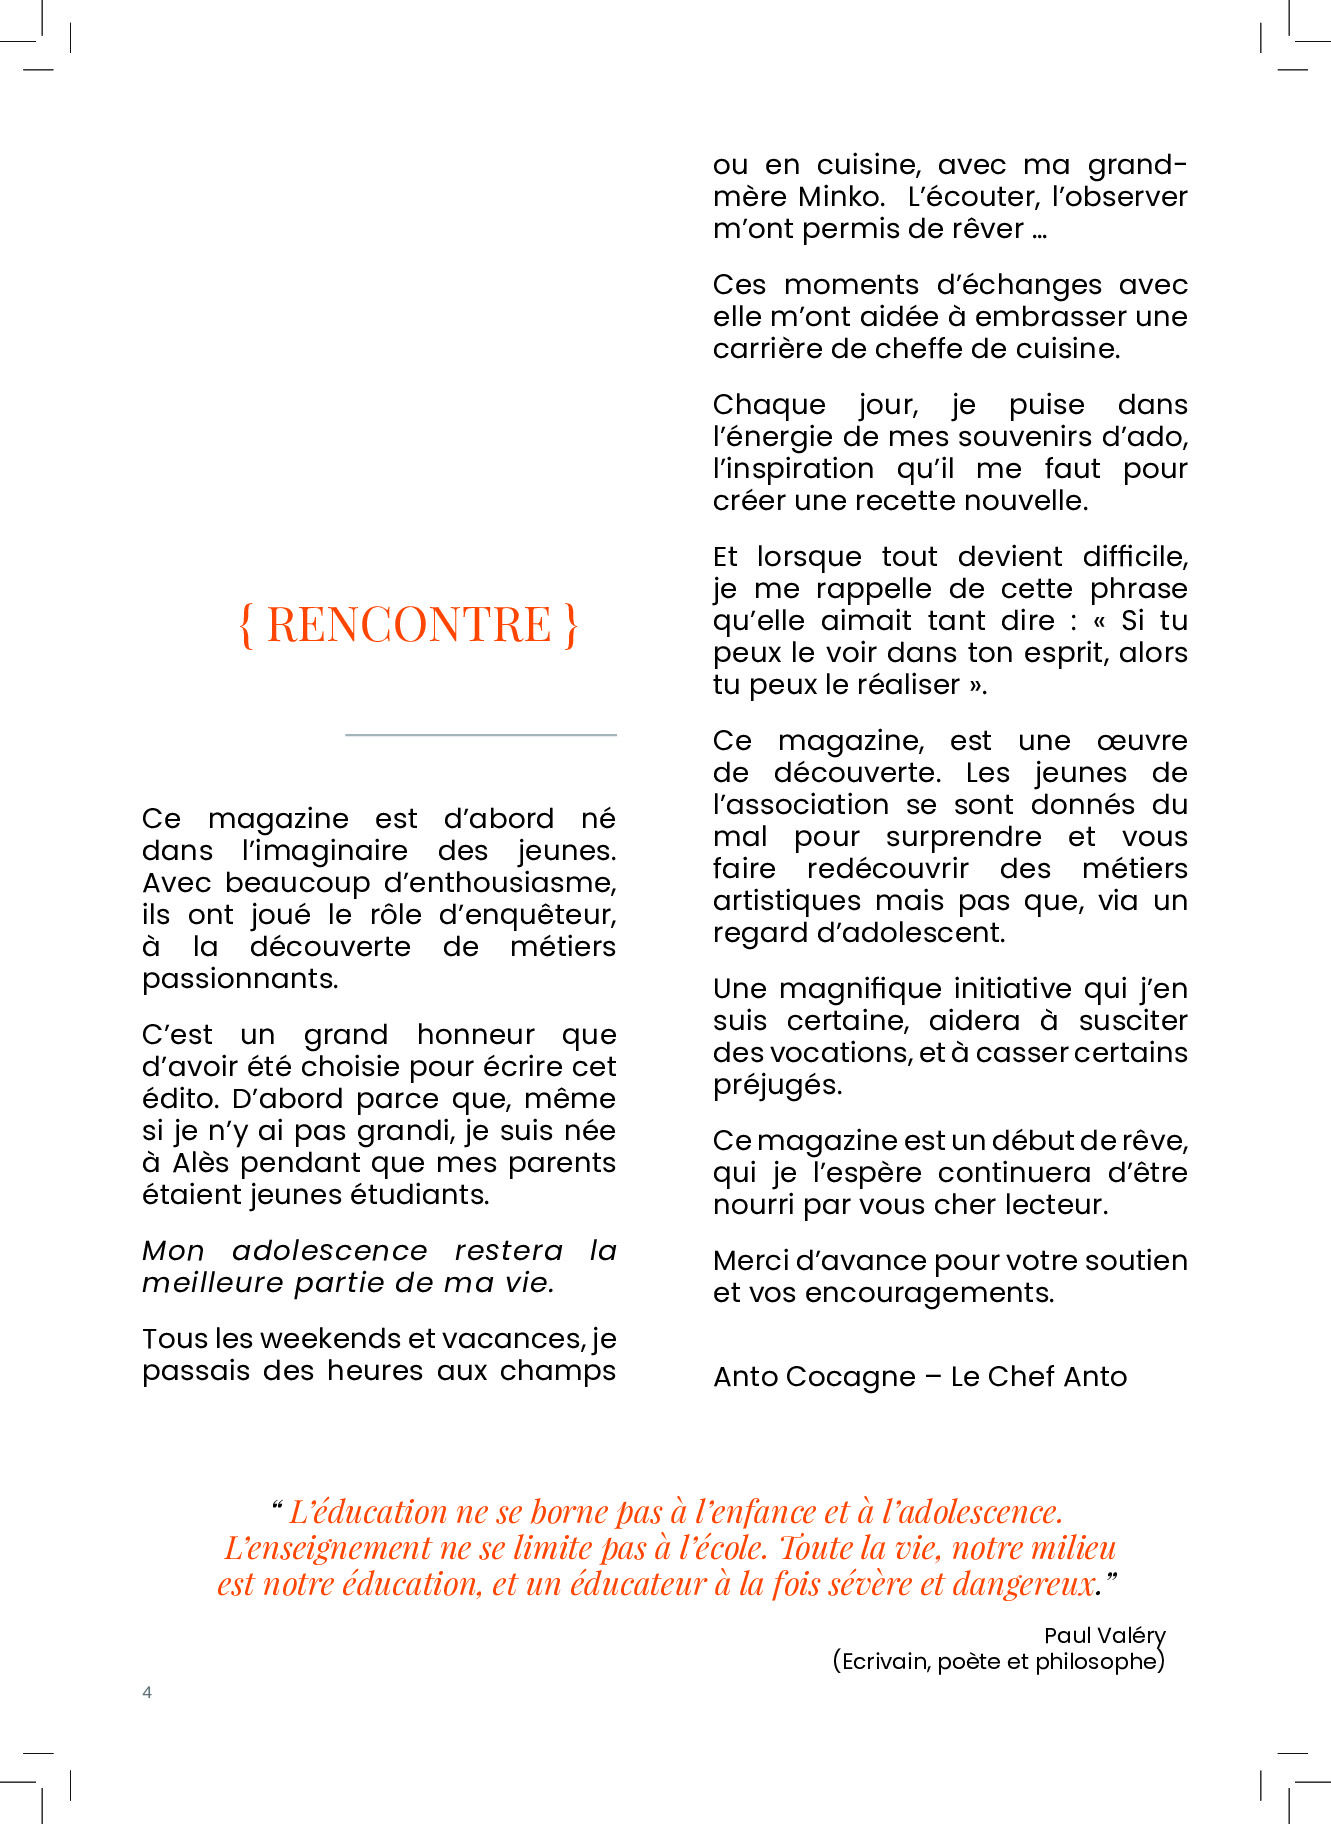 { RENCONTRE }
Ce magazine est d’abord né
dans l’imaginaire des jeunes.
Avec beaucoup d’enthousiasme,
ils ont joué le rôle d’enquêteur,
à la découverte de métiers
passionnants.
C’est un grand honneur que
d’avoir été choisie pour écrire cet
édito. D’abord parce que, même
si je n’y ai pas grandi, je suis née
à Alès pendant que mes parents
étaient jeunes étudiants.
Mon adolescence restera la
meilleure partie de ma vie.
Tous les weekends et vacances, je
passais des heures aux champs
ou en cuisine, avec ma grand-
mère Minko.  L’écouter, l’observer
m’ont permis de rêver …
Ces moments d’échanges avec
elle m’ont aidée à embrasser une
carrière de cheffe de cuisine.
Chaque jour, je puise dans
l’énergie de mes souvenirs d’ado,
l’inspiration qu’il me faut pour
créer une recette nouvelle.
Et lorsque tout devient difficile,
je me rappelle de cette phrase
qu’elle aimait tant dire : « Si tu
peux le voir dans ton esprit, alors
tu peux le réaliser ».
Ce magazine, est une œuvre
de découverte. Les jeunes de
l’association se sont donnés du
mal pour surprendre et vous
faire redécouvrir des métiers
artistiques mais pas que, via un
regard d’adolescent.
Une magnifique initiative qui j’en
suis certaine, aidera à susciter
des vocations, et à casser certains
préjugés.
Ce magazine est un début de rêve,
qui je l’espère continuera d’être
nourri par vous cher lecteur.
Merci d’avance pour votre soutien
et vos encouragements.
Anto Cocagne – Le Chef Anto
“ L’éducation ne se borne pas à l’enfance et à l’adolescence.
L’enseignement ne se limite pas à l’école. Toute la vie, notre milieu
est notre éducation, et un éducateur à la fois sévère et dangereux.”
Paul Valéry
(Ecrivain, poète et philosophe)
4